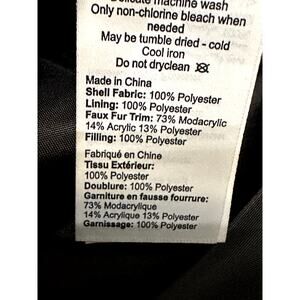 Delicate machine wash
Only non-chlorine bleach when
needed
May be tumble dried - cold
Cool iron
Do not dryclean
Made in China
Shell Fabric: 100% Polyester
Lining: 100% Polyester
Faux Fur Trim: 73% Modacrylic
14% Acrylic 13% Polyester
Filling: 100% Polyester
Fabriqué en Chine
Tissu Extérieur:
100% Polyester
Doublure: 100% Polyester
Garniture en fausse fourrure:
73% Modacrylique
14% Acrylique 13% Polyester
Garnissage: 100% Polyester